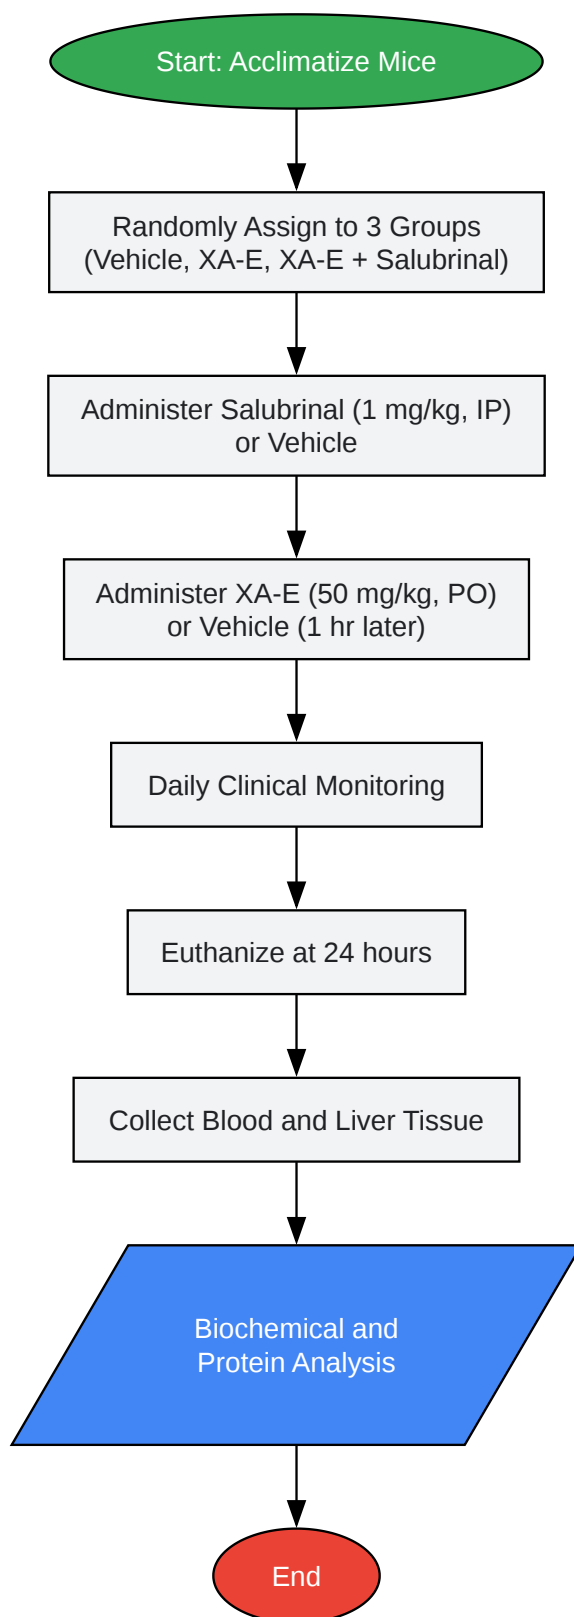 Start: Acclimatize Mice
Randomly Assign to 3 Groups
(Vehicle, XA-E, XA-E + Salubrinal)
Administer Salubrinal (1 mg/kg, IP)
or Vehicle
Administer XA-E (50 mg/kg, PO)
or Vehicle (1 hr later)
Daily Clinical Monitoring
Euthanize at 24 hours
Collect Blood and Liver Tissue
Biochemical and
Protein Analysis
End